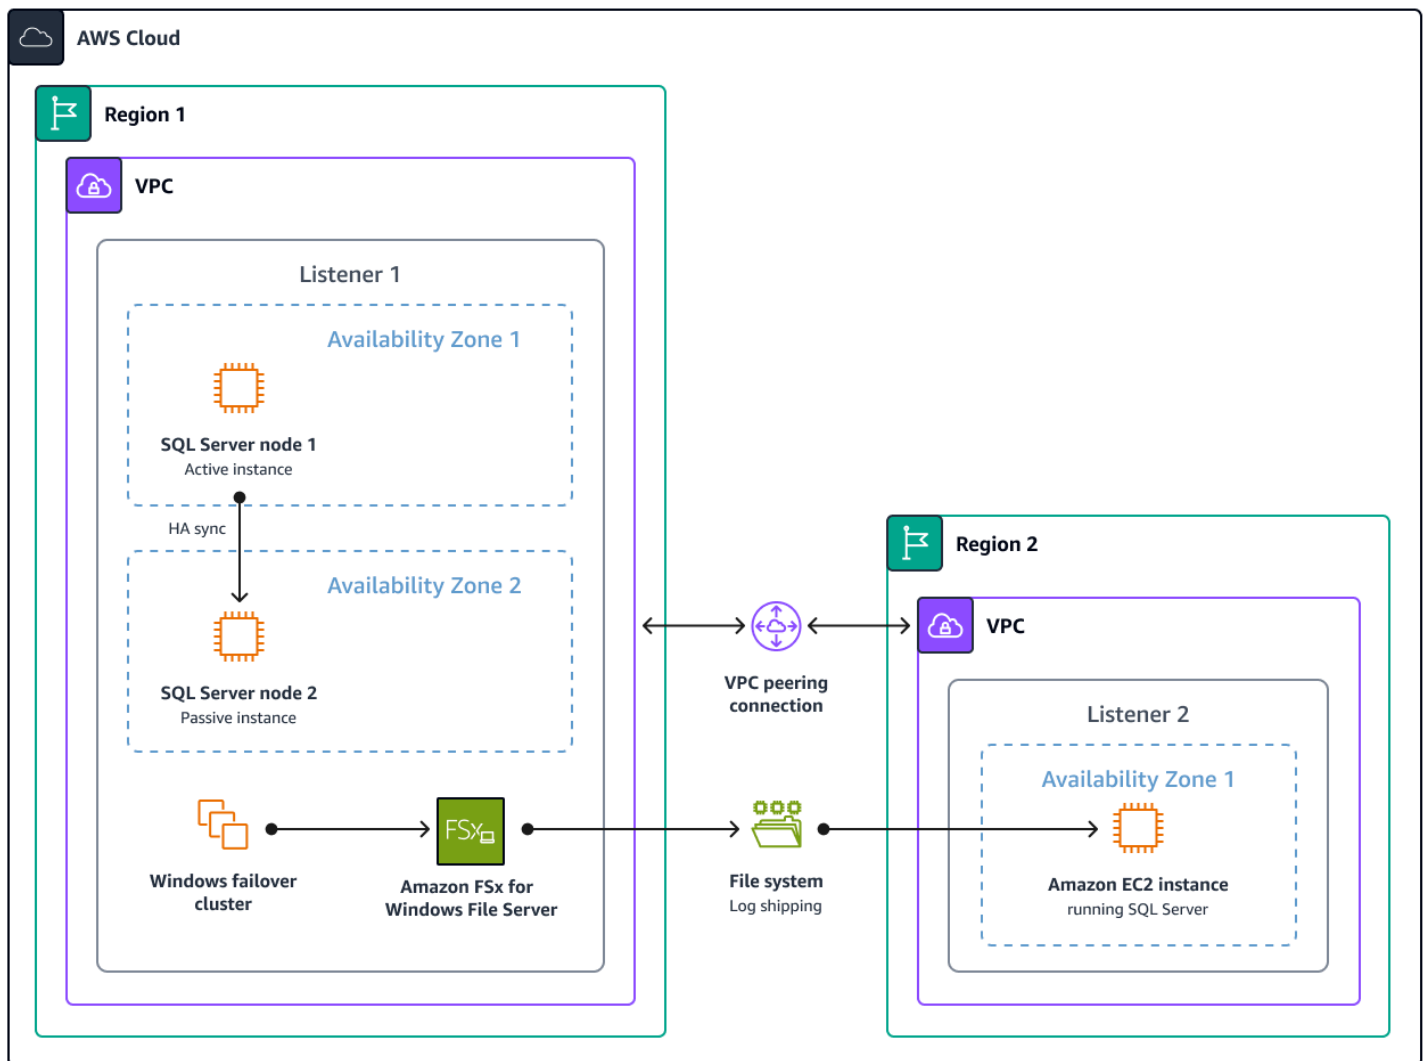 AWS Cloud
Region 1
VPC
Listener 1
Availability Zone 1
SQL Server node 1
Active instance
HA sync
Availability Zone 2
SQL Server node 2
Passive instance
Windows failover
cluster
FSx
Amazon FSx for
Windows File Server
VPC peering
connection
File system
Log shipping
Region 2
VPC
Listener 2
Availability Zone 1
Amazon EC2 instance
running SQL Server